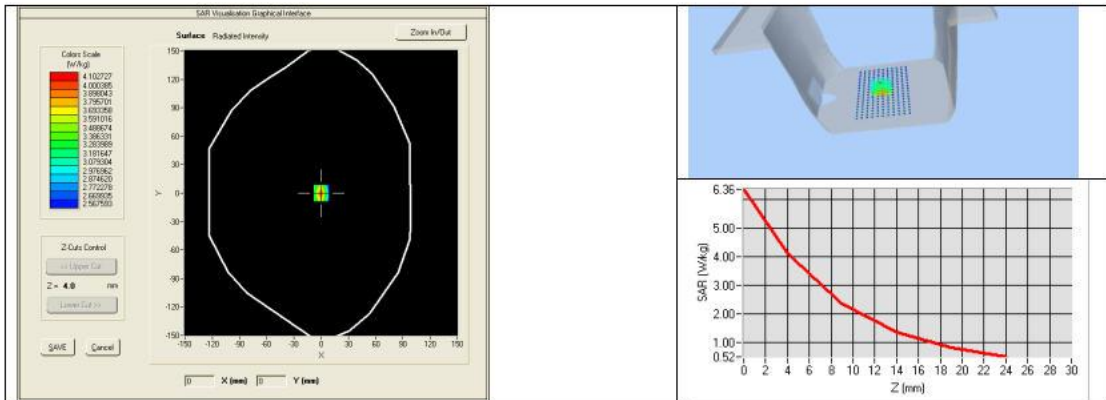 SAR Visualisation Graphical Interface
Surface Radiated Intensity
Zoom In/Out
Colors Scale
(W/kg)
4.102727
4.000385
3.898043
3.795701
3.693358
3.591016
3.488674
3.386331
3.283989
3.181647
3.079304
2.976962
2.874620
2.772278
2.669935
2.567593
Z-Cuts Control
<< Upper Cut
Z = 4.0 mm
Lower Cut >>
SAVE Cancel
150
120
90
60
30
0
-30
-60
-90
-120
-150
Y
-150 -120 -90 -60 -30 0 30 60 90 120 150
X
0 X (mm) 0 Y (mm)
6.36
5.00
4.00
3.00
2.00
1.00
0.52
SAR (W/kg)
0 2 4 6 8 10 12 14 16 18 20 22 24 26 28 30
Z (mm)